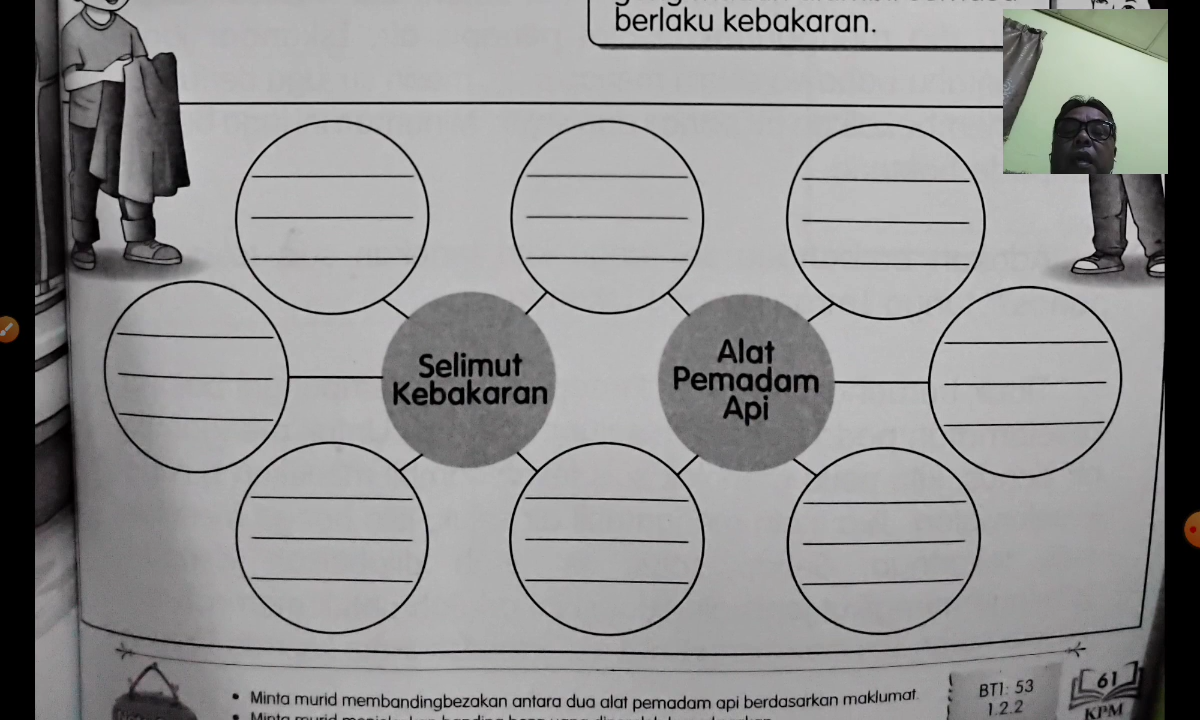 berlaku kebakaran.
Selimut
Kebakaran
Alat
Pemadam
Api
Minta murid membandingbezakan antara dua alat pemadam api berdasarkan maklumat.
BT1: 53
1.2.2
61
KPM